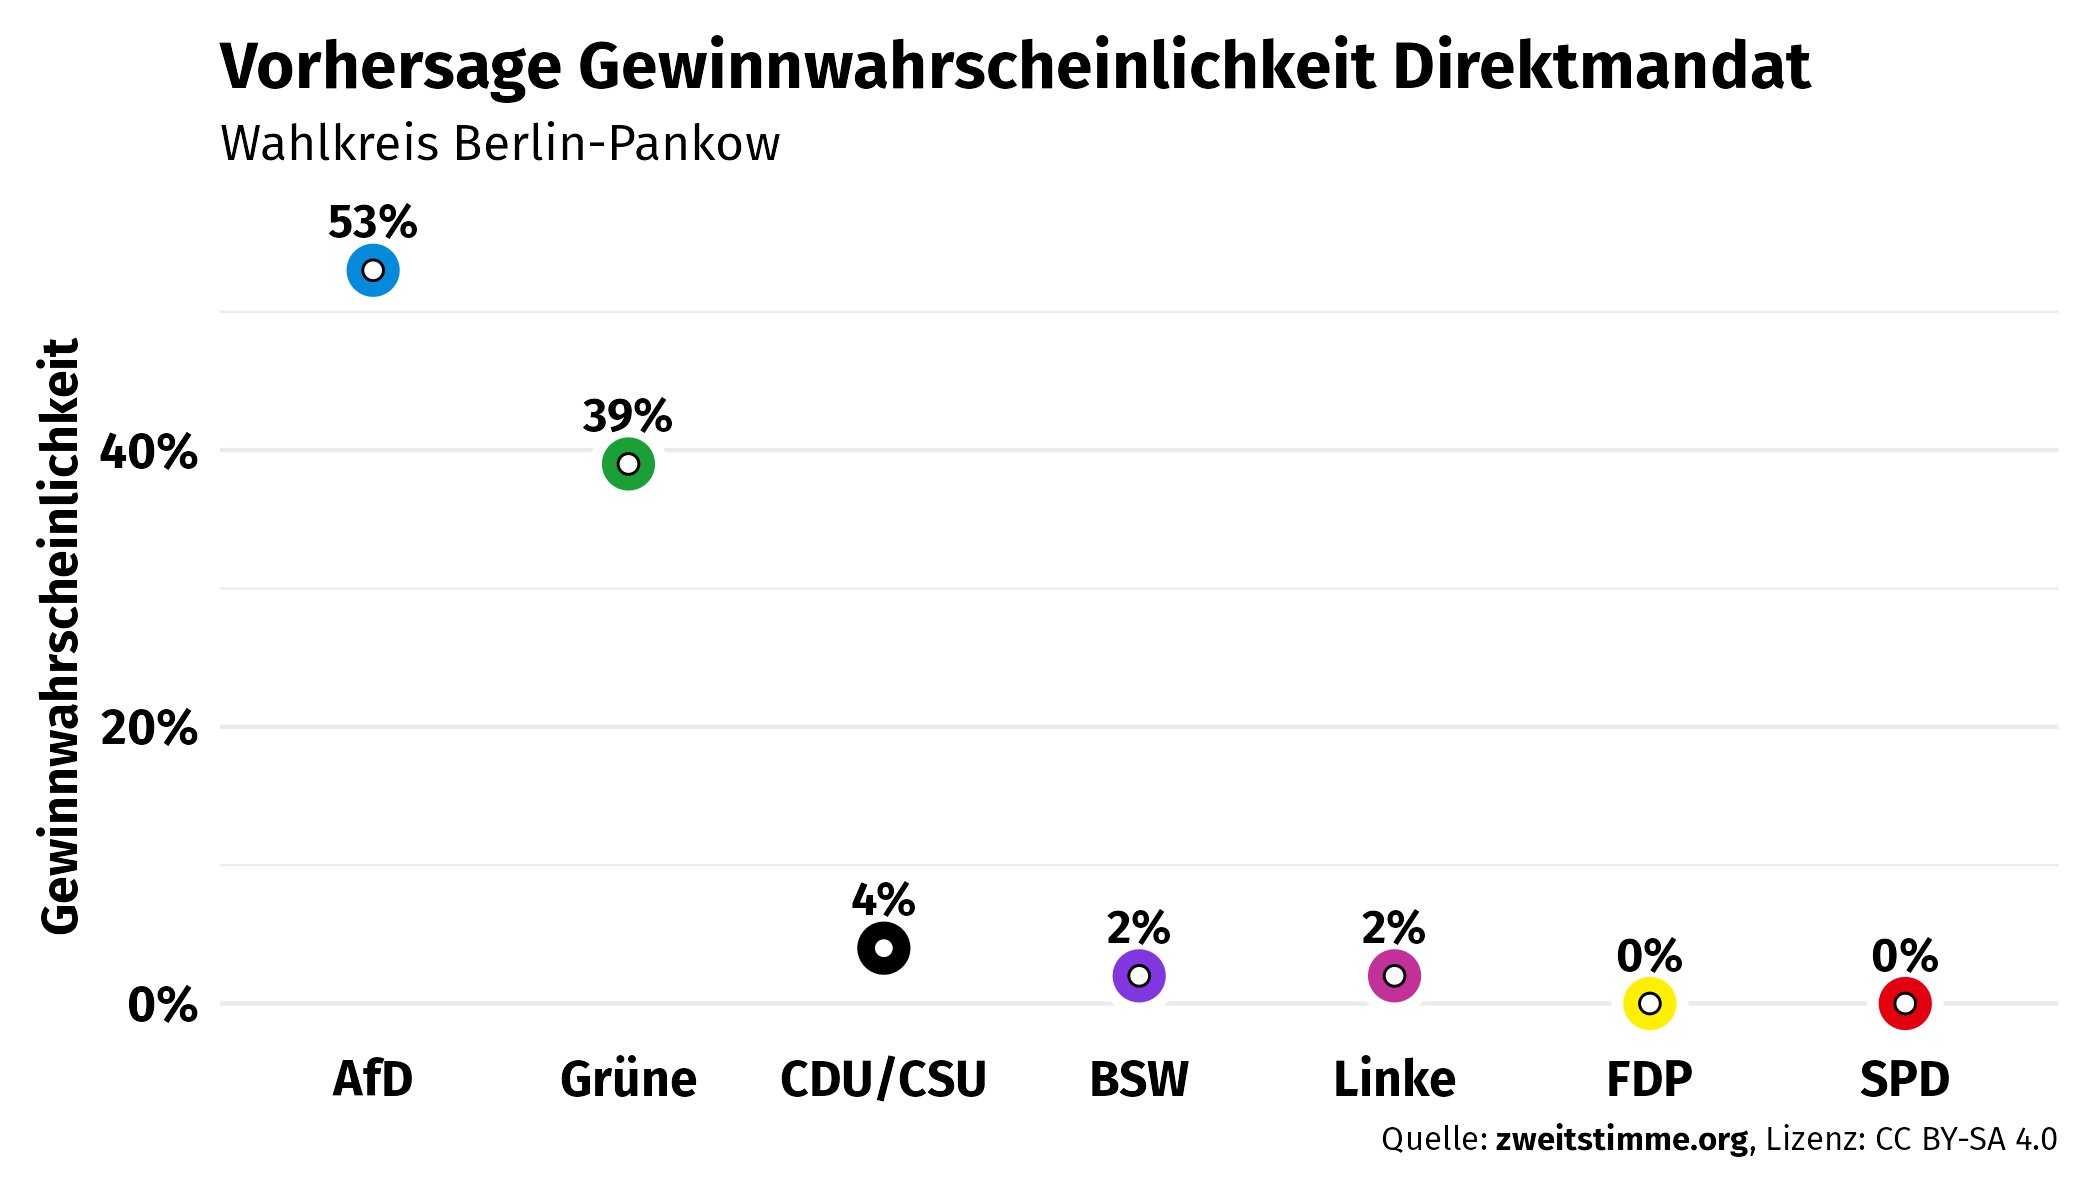 Vorhersage Gewinnwahrscheinlichkeit Direktmandat
Wahlkreis Berlin-Pankow
Gewinnwahrscheinlichkeit
40%
20%
0%
53%
39%
4%
2%
2%
0%
0%
AfD
Grüne
CDU/CSU
BSW
Linke
FDP
SPD
Quelle: zweitstimme.org, Lizenz: CC BY-SA 4.0